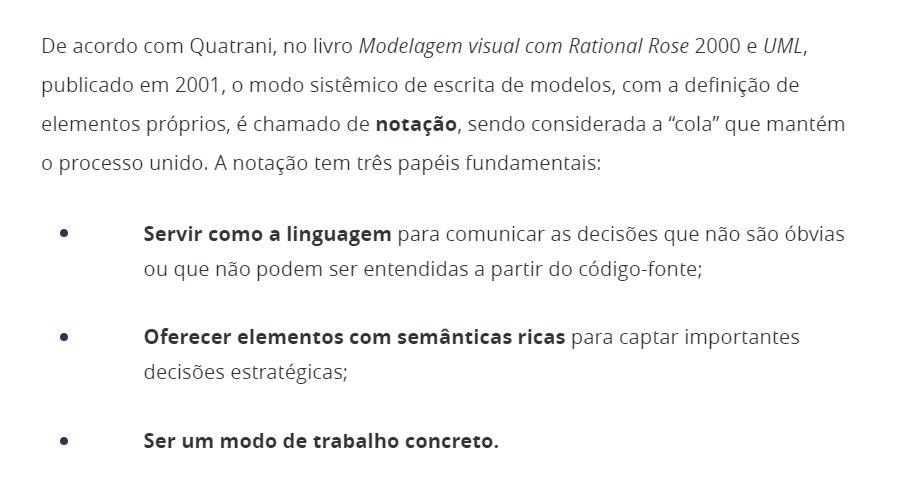 De acordo com Quatrani, no livro Modelagem visual com Rational Rose 2000 e UML,
publicado em 2001, o modo sistêmico de escrita de modelos, com a definição de
elementos próprios, é chamado de notação, sendo considerada a “cola” que mantém
o processo unido. A notação tem três papéis fundamentais:
• Servir como a linguagem para comunicar as decisões que não são óbvias
ou que não podem ser entendidas a partir do código-fonte;
• Oferecer elementos com semânticas ricas para captar importantes
decisões estratégicas;
• Ser um modo de trabalho concreto.